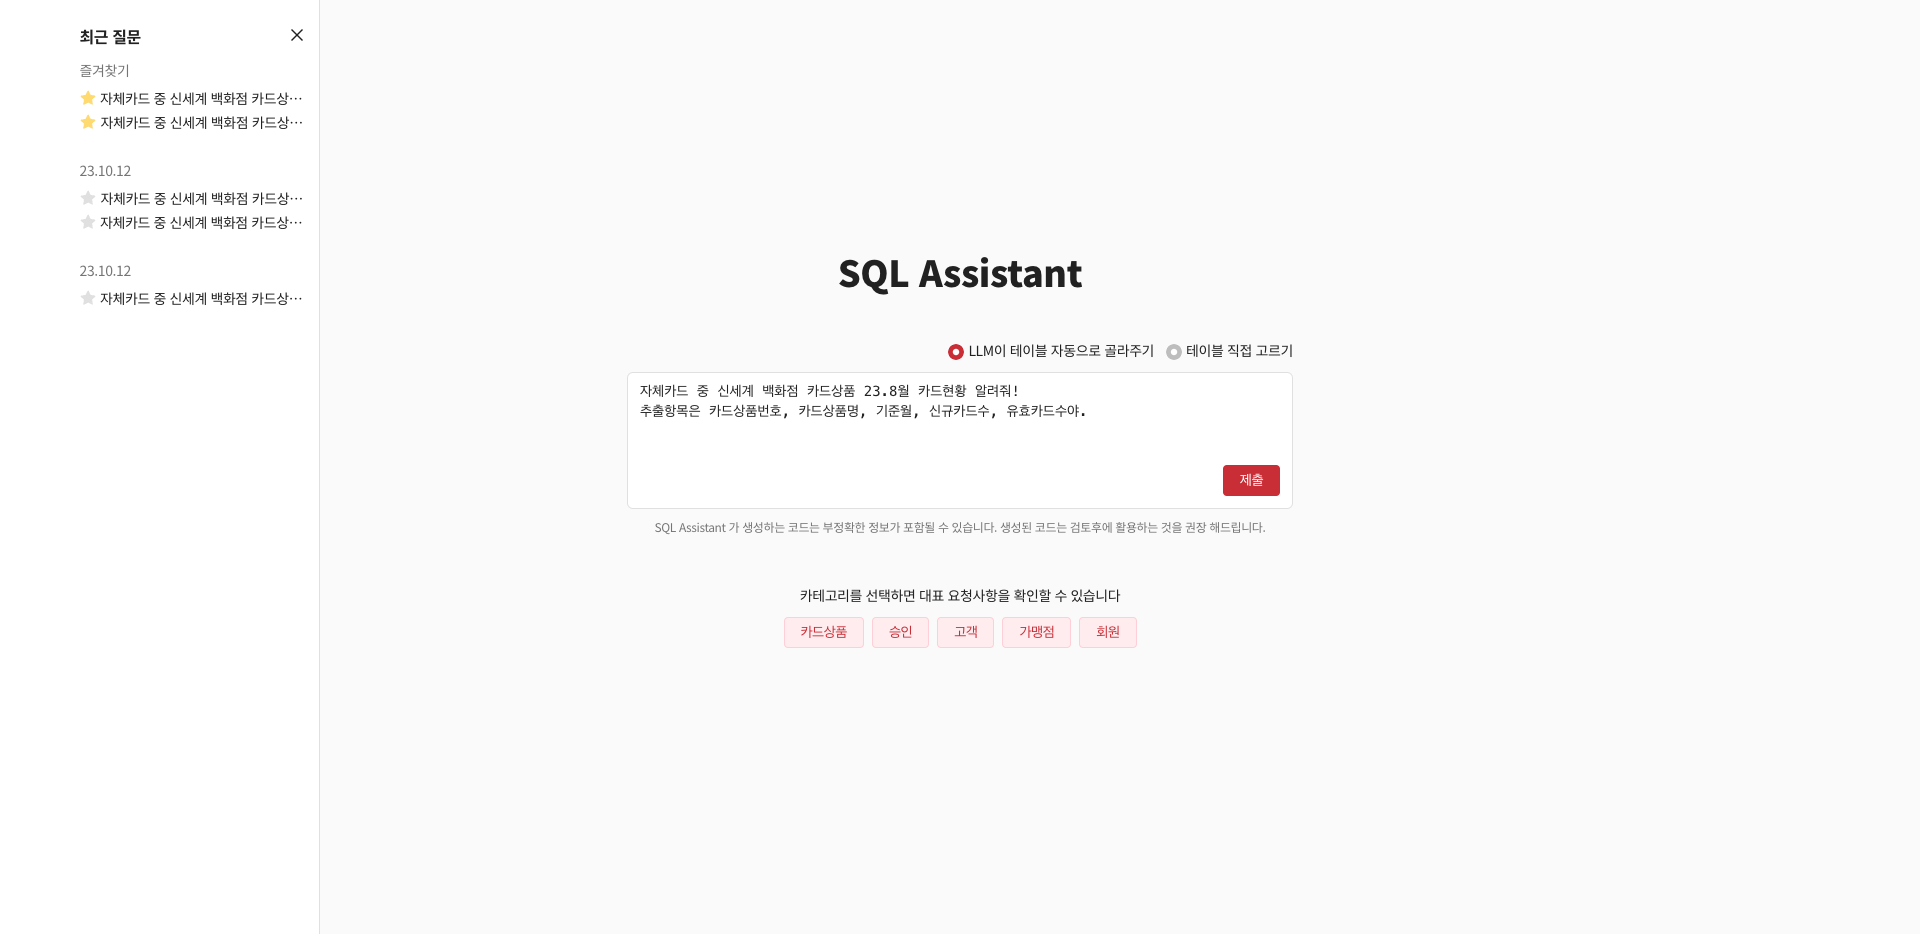 최근 질문
즐겨찾기
자체카드 중 신세계 백화점 카드상…
자체카드 중 신세계 백화점 카드상…
23.10.12
자체카드 중 신세계 백화점 카드상…
자체카드 중 신세계 백화점 카드상…
23.10.12
자체카드 중 신세계 백화점 카드상…
SQL Assistant
LLM이 테이블 자동으로 골라주기 테이블 직접 고르기
자체카드 중 신세계 백화점 카드상품 23.8월 카드현황 알려줘!
추출항목은 카드상품번호, 카드상품명, 기준월, 신규카드수, 유효카드수야.
제출
SQL Assistant 가 생성하는 코드는 부정확한 정보가 포함될 수 있습니다. 생성된 코드는 검토후에 활용하는 것을 권장 해드립니다.
카테고리를 선택하면 대표 요청사항을 확인할 수 있습니다
카드상품 승인 고객 가맹점 회원